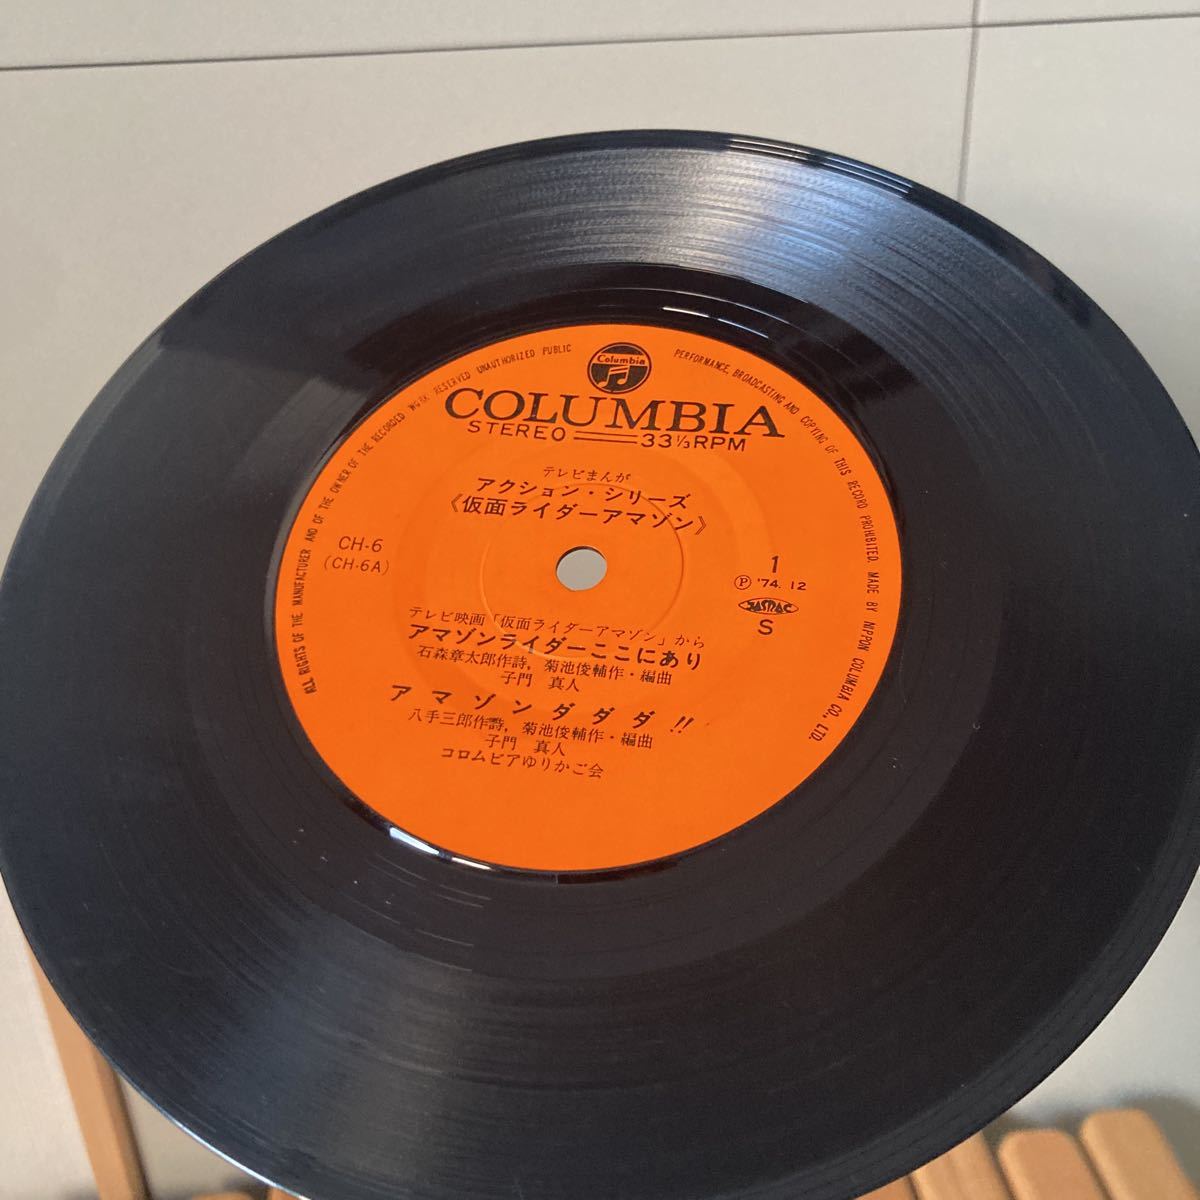 Columbia
COLUMBIA
STEREO 33⅓RPM
テレビまんが
アクション・シリーズ
《仮面ライダーアマゾン》
CH-6
(CH-6A)
1
Ⓟ '74. 12
JASRAC
S
テレビ映画「仮面ライダーアマゾン」から
アマゾンライダーここにあり
石森章太郎作詩, 菊池俊輔作・編曲
子門 真人
アマゾンダダダ!!
八手三郎作詩, 菊池俊輔作・編曲
子門 真人
コロムビアゆりかご会
ALL RIGHTS OF THE MANUFACTURER AND OF THE OWNER OF THE RECORDED WORK RESERVED UNAUTHORIZED PUBLIC PERFORMANCE, BROADCASTING AND COPYING OF THIS RECORD PROHIBITED. MADE BY NIPPON COLUMBIA CO., LTD.